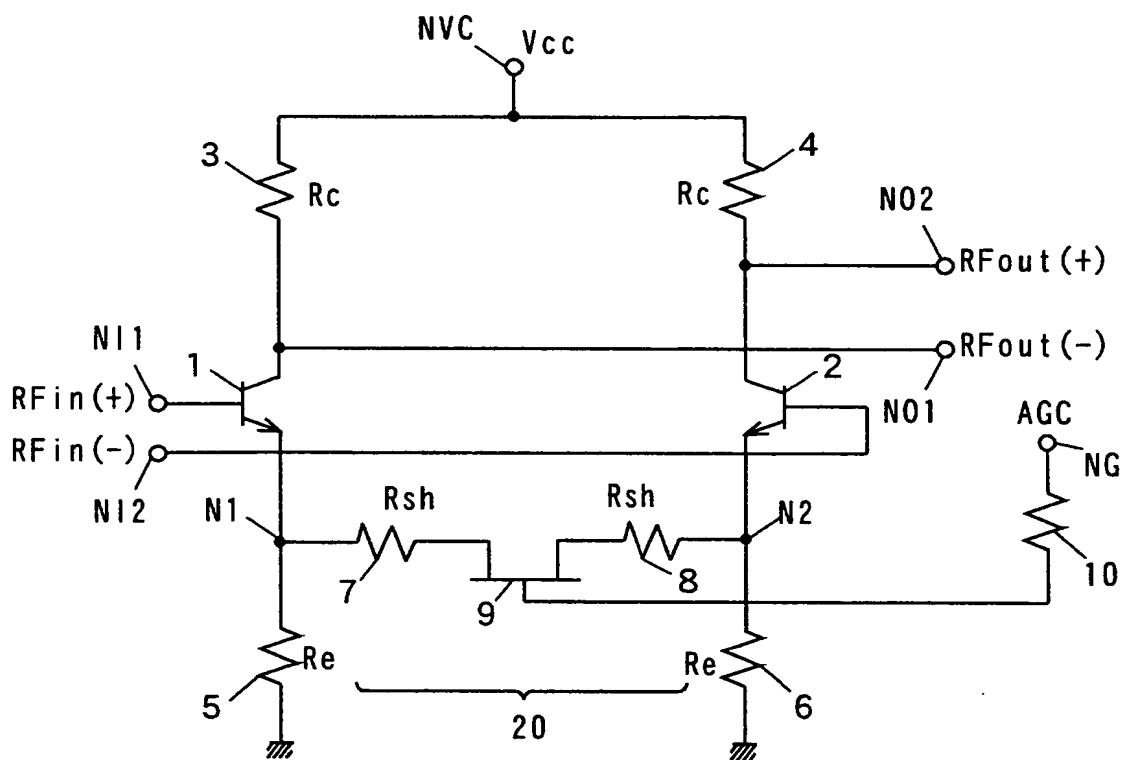 NVC
Vcc
3
4
Rc
Rc
NO2
RFout(+)
NI1
1
2
RFout(-)
RFin(+)
NO1
AGC
RFin(-)
NG
NI2
N1
Rsh
Rsh
N2
7
9
8
10
Re
Re
5
6
20